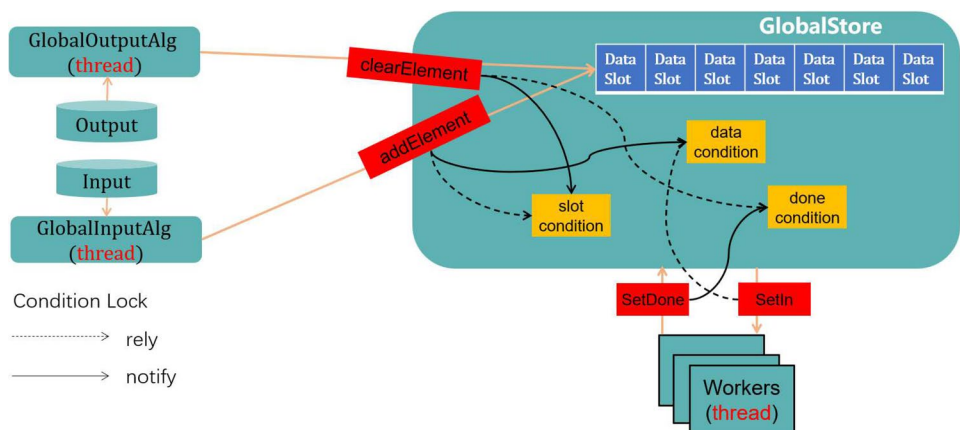 GlobalOutputAlg
(thread)
Output
Input
GlobalInputAlg
(thread)
Condition Lock
rely
notify
clearElement
addElement
GlobalStore
Data Data Data Data Data Data Data
Slot Slot Slot Slot Slot Slot Slot
data
condition
slot
condition
done
condition
SetDone
SetIn
Workers
(thread)